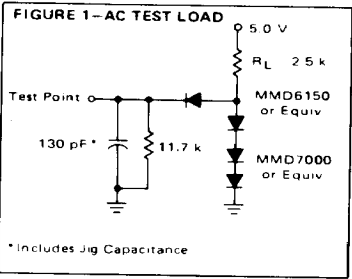 FIGURE 1–AC TEST LOAD
5.0 V
RL 2.5 k
Test Point
MMD6150
or Equiv
130 pF*
11.7 k
MMD7000
or Equiv
*Includes Jig Capacitance